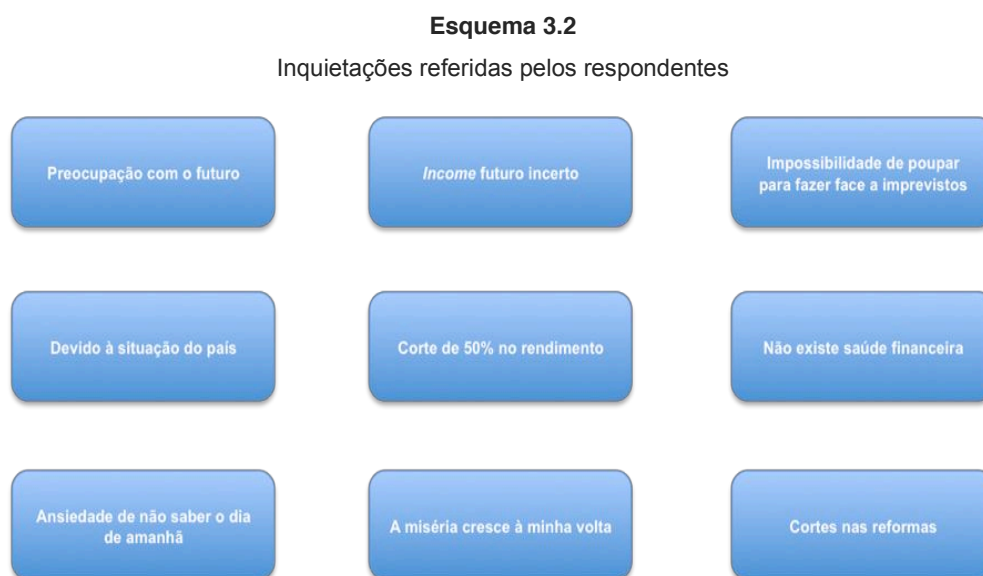 Esquema 3.2
Inquietações referidas pelos respondentes
Preocupação com o futuro
Income futuro incerto
Impossibilidade de poupar
para fazer face a imprevistos
Devido à situação do país
Corte de 50% no rendimento
Não existe saúde financeira
Ansiedade de não saber o dia
de amanhã
A miséria cresce à minha volta
Cortes nas reformas